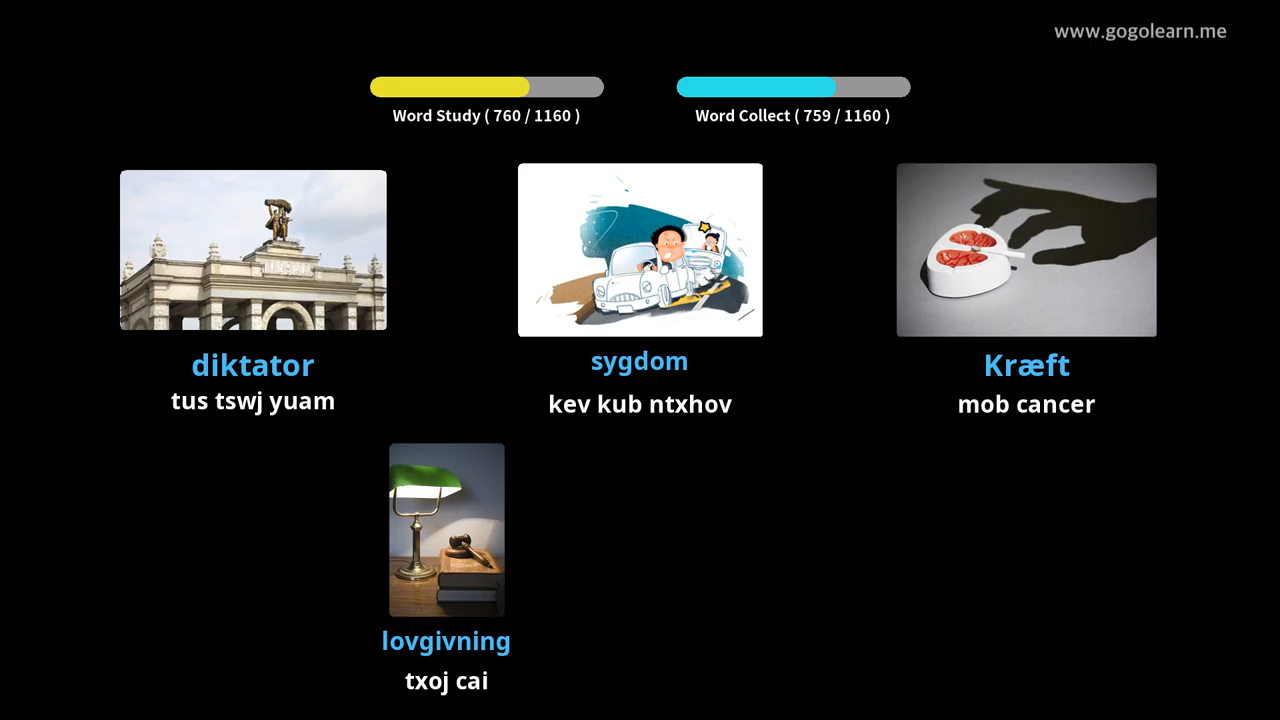 www.gogolearn.me
Word Study ( 760 / 1160 )
Word Collect ( 759 / 1160 )
diktator
tus tswj yuam
sygdom
kev kub ntxhov
Kræft
mob cancer
lovgivning
txoj cai